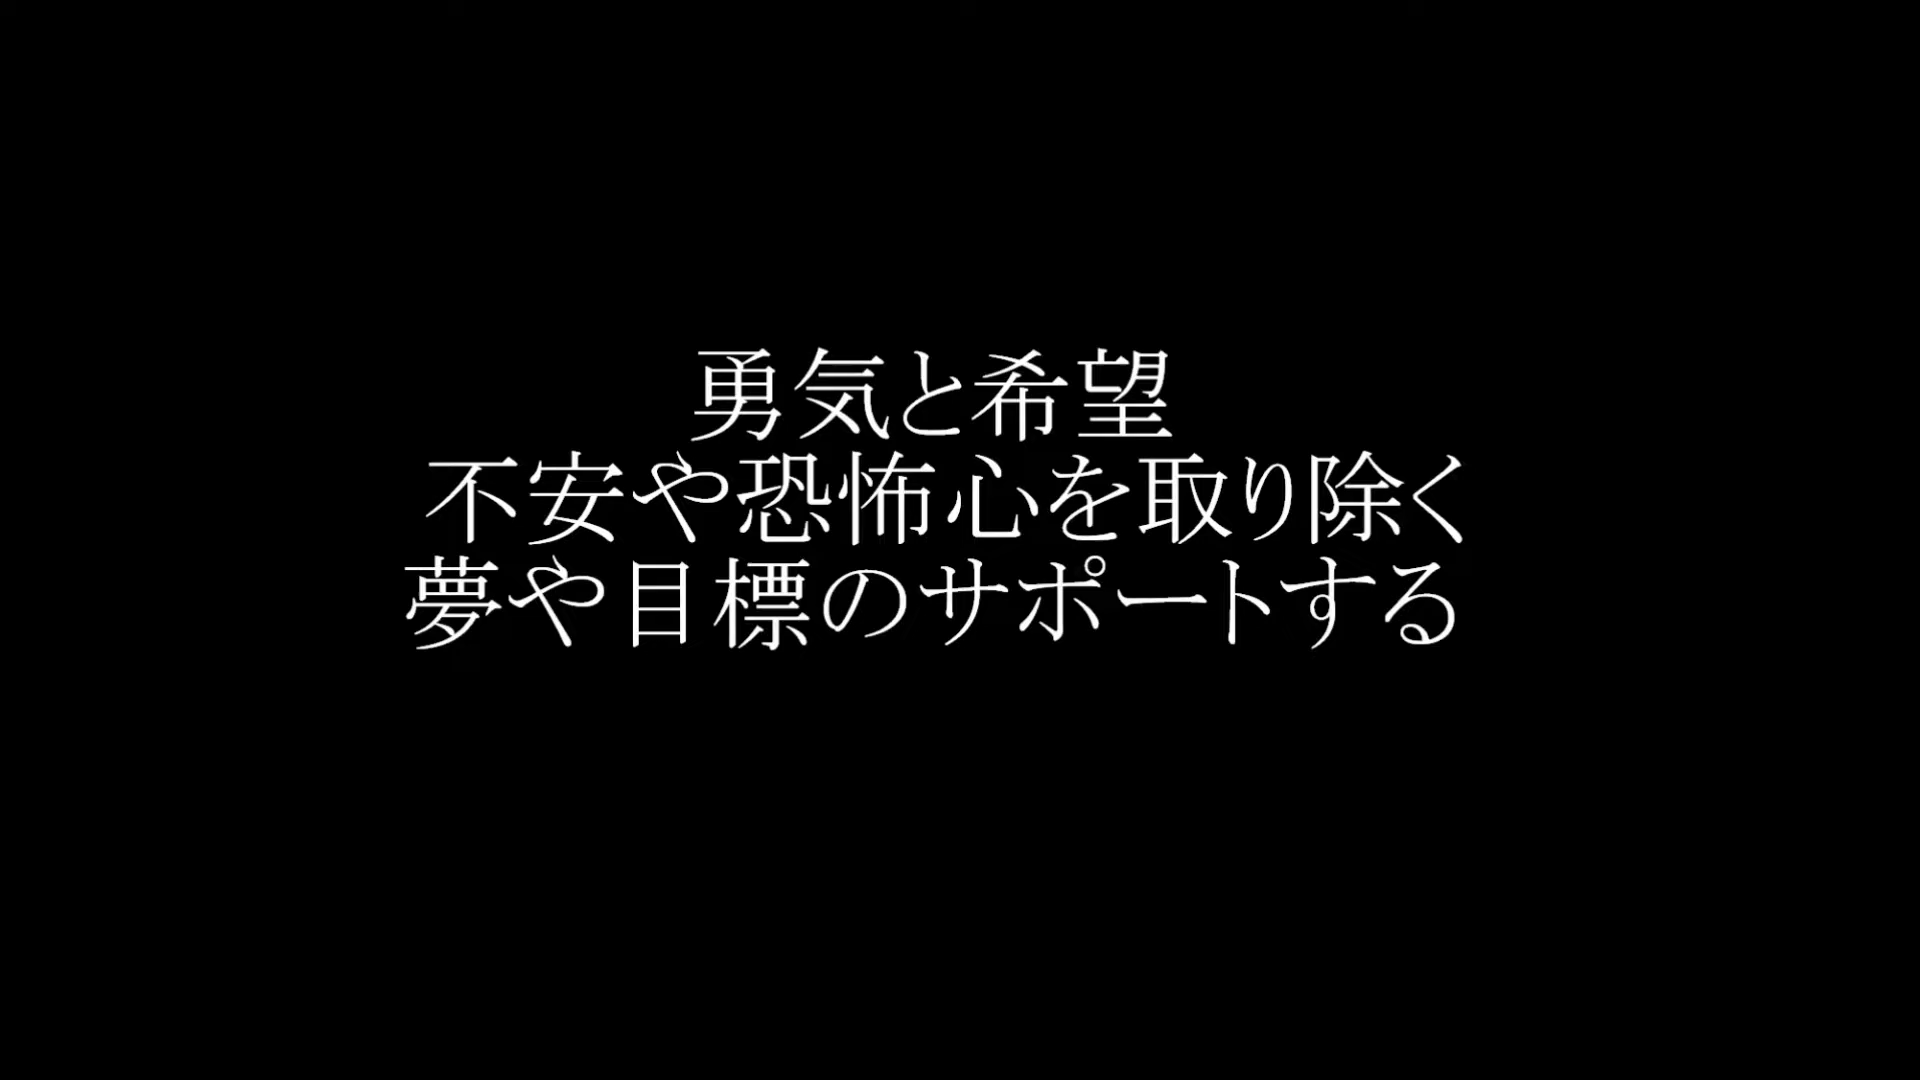 勇気と希望
不安や恐怖心を取り除く
夢や目標のサポートする